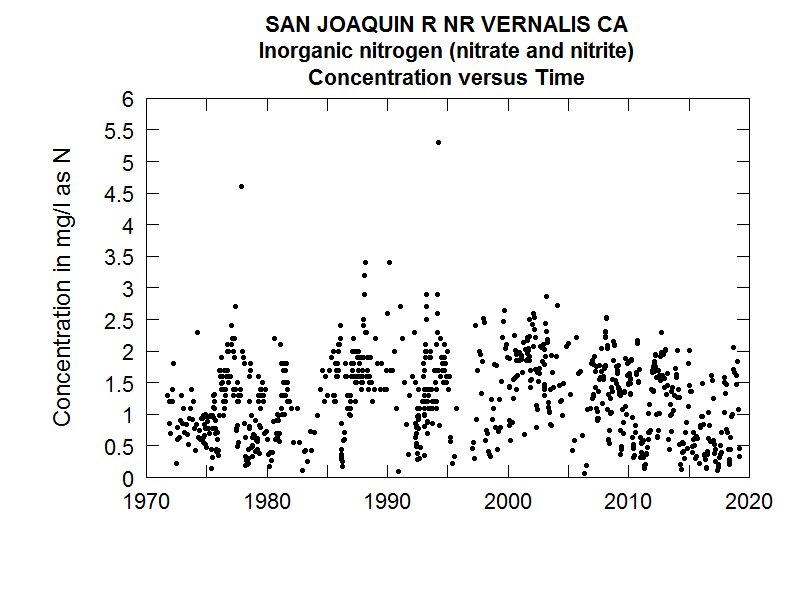 SAN JOAQUIN R NR VERNALIS CA
Inorganic nitrogen (nitrate and nitrite)
Concentration versus Time
Concentration in mg/l as N
6
5.5
5
4.5
4
3.5
3
2.5
2
1.5
1
0.5
0
1970 1980 1990 2000 2010 2020